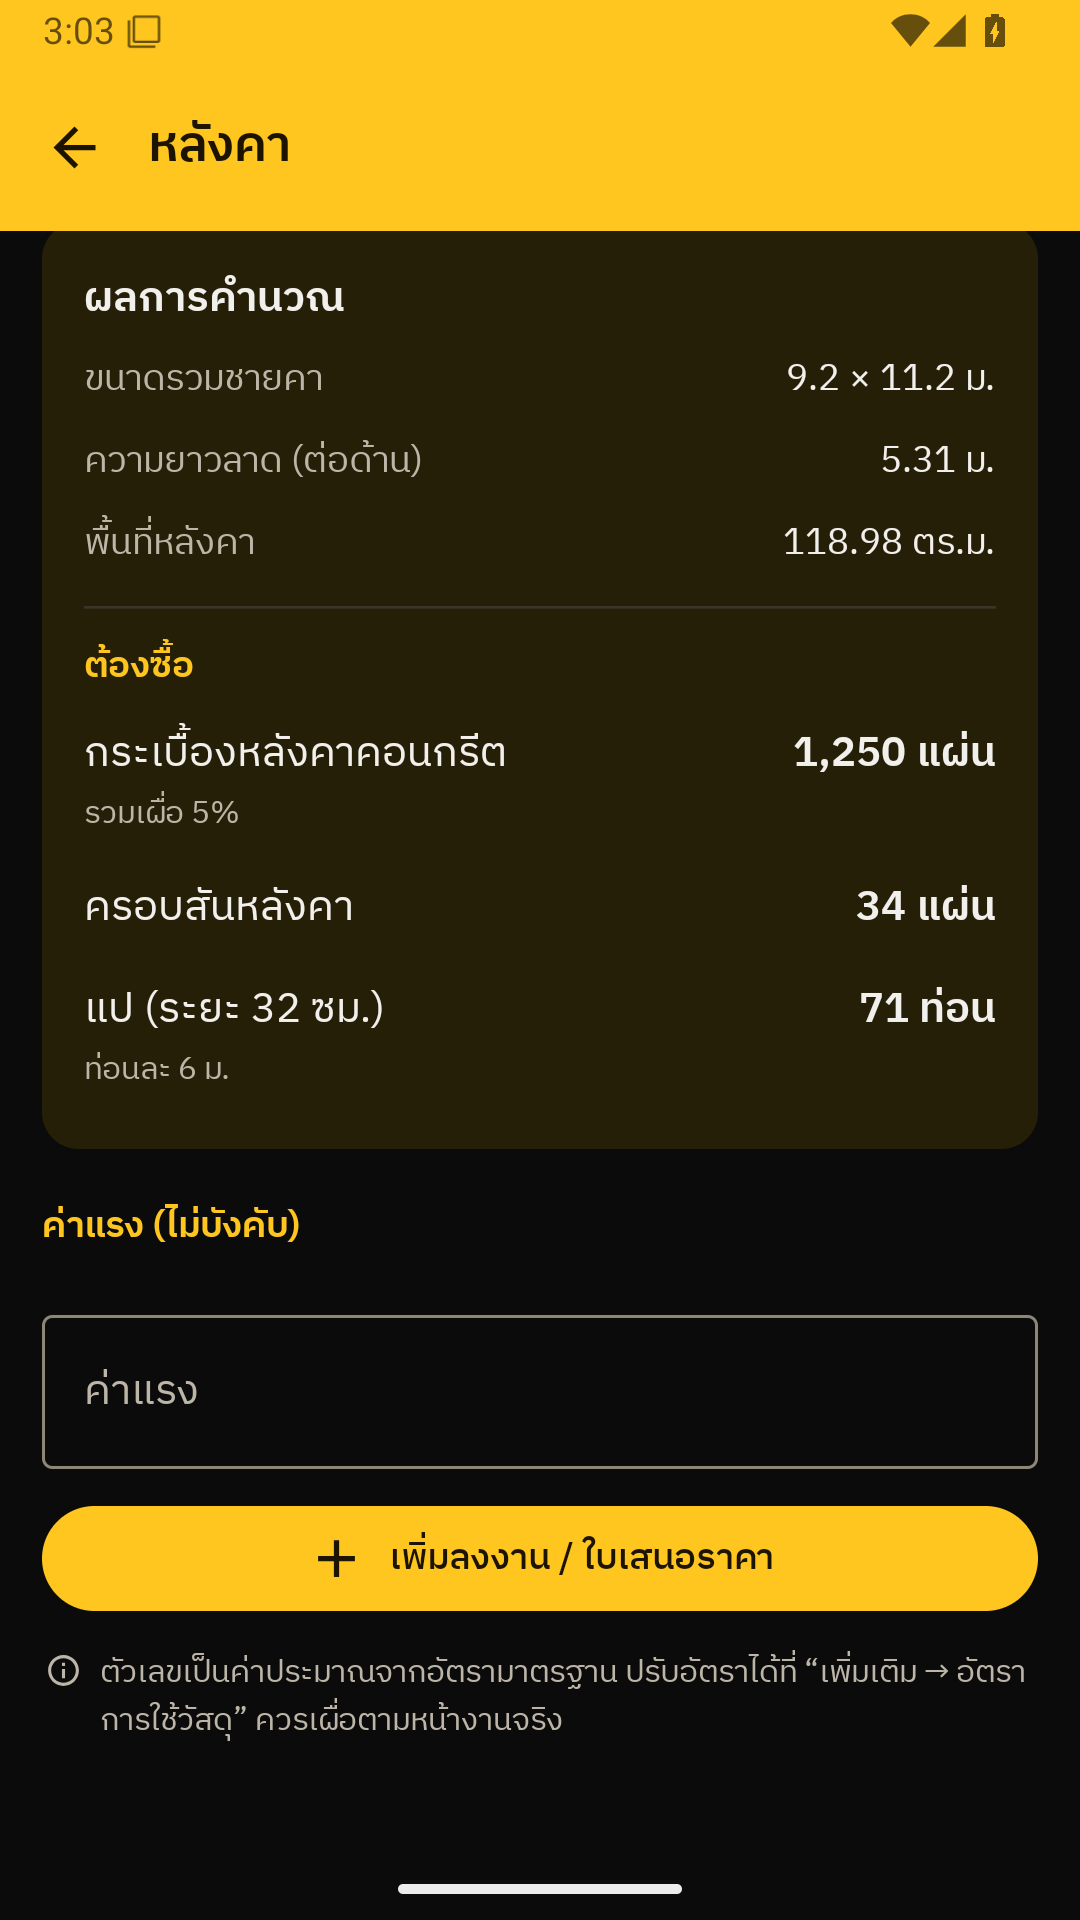 3:03
หลังคา
ผลการคำนวณ
ขนาดรวมชายคา 9.2 × 11.2 ม.
ความยาวลาด (ต่อด้าน) 5.31 ม.
พื้นที่หลังคา 118.98 ตร.ม.
ต้องซื้อ
กระเบื้องหลังคาคอนกรีต 1,250 แผ่น
รวมเผื่อ 5%
ครอบสันหลังคา 34 แผ่น
แป (ระยะ 32 ซม.) 71 ท่อน
ท่อนละ 6 ม.
ค่าแรง (ไม่บังคับ)
ค่าแรง
เพิ่มลงงาน / ใบเสนอราคา
ตัวเลขเป็นค่าประมาณจากอัตรามาตรฐาน ปรับอัตราได้ที่ “เพิ่มเติม → อัตรา
การใช้วัสดุ” ควรเผื่อตามหน้างานจริง